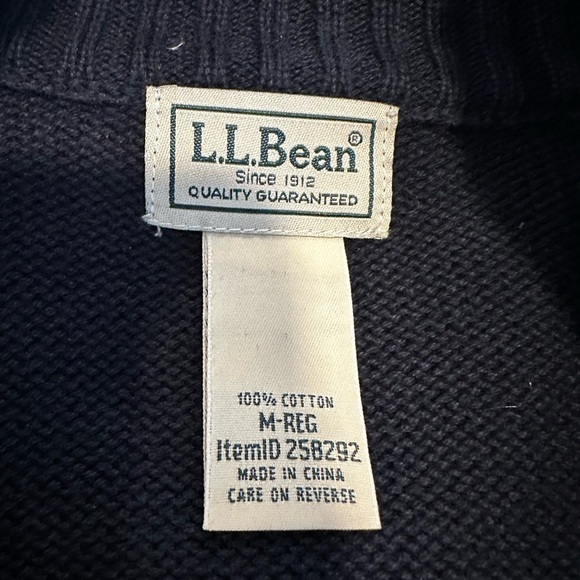 L.L.Bean®
Since 1912
QUALITY GUARANTEED
100% COTTON
M-REG
ItemID 258292
MADE IN CHINA
CARE ON REVERSE